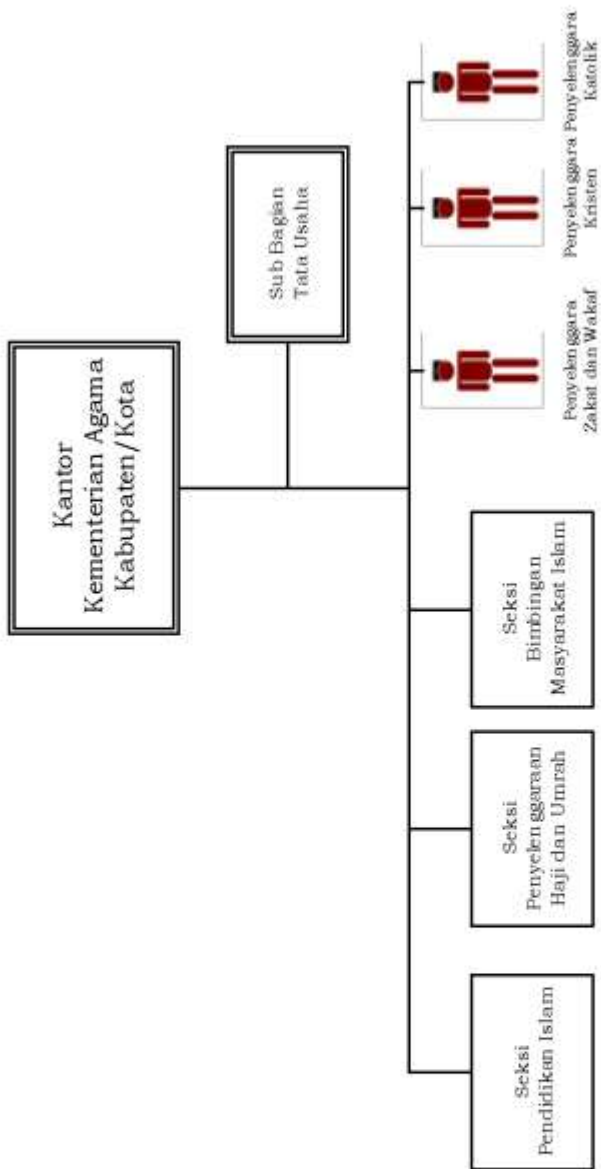 Kantor
Kementerian Agama
Kabupaten/Kota
Sub Bagian
Tata Usaha
Seksi
Pendidikan Islam
Seksi
Penyelenggaraan
Haji dan Umrah
Seksi
Bimbingan
Masyarakat Islam
Penyelenggara
Zakat dan Wakaf
Penyelenggara
Kristen
Penyelenggara
Katolik